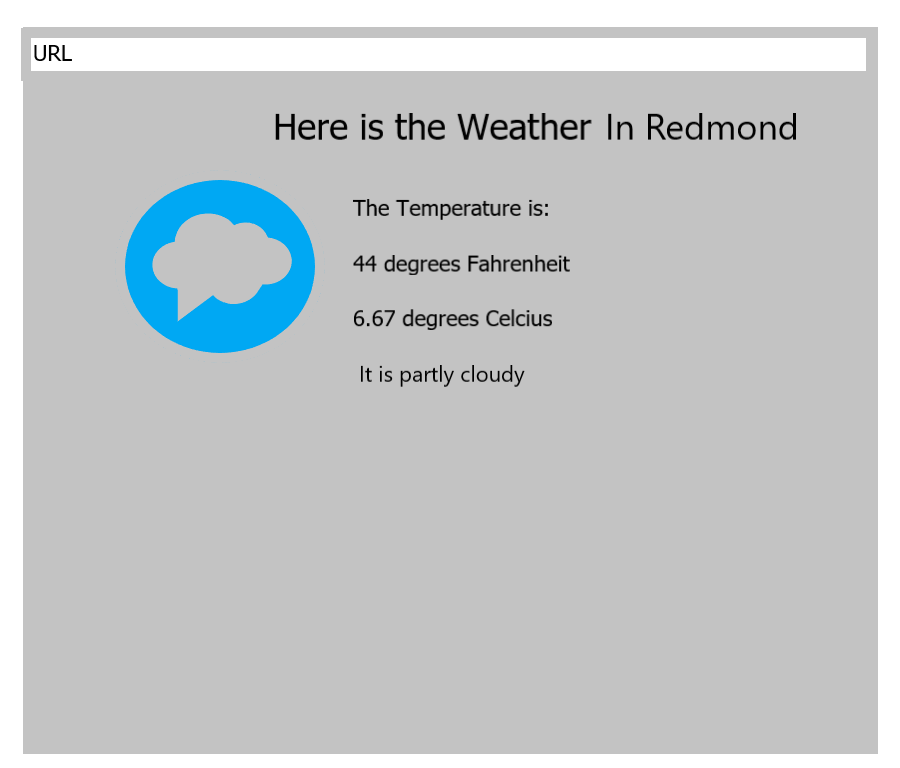 URL
Here is the Weather In Redmond
The Temperature is:
44 degrees Fahrenheit
6.67 degrees Celcius
It is partly cloudy